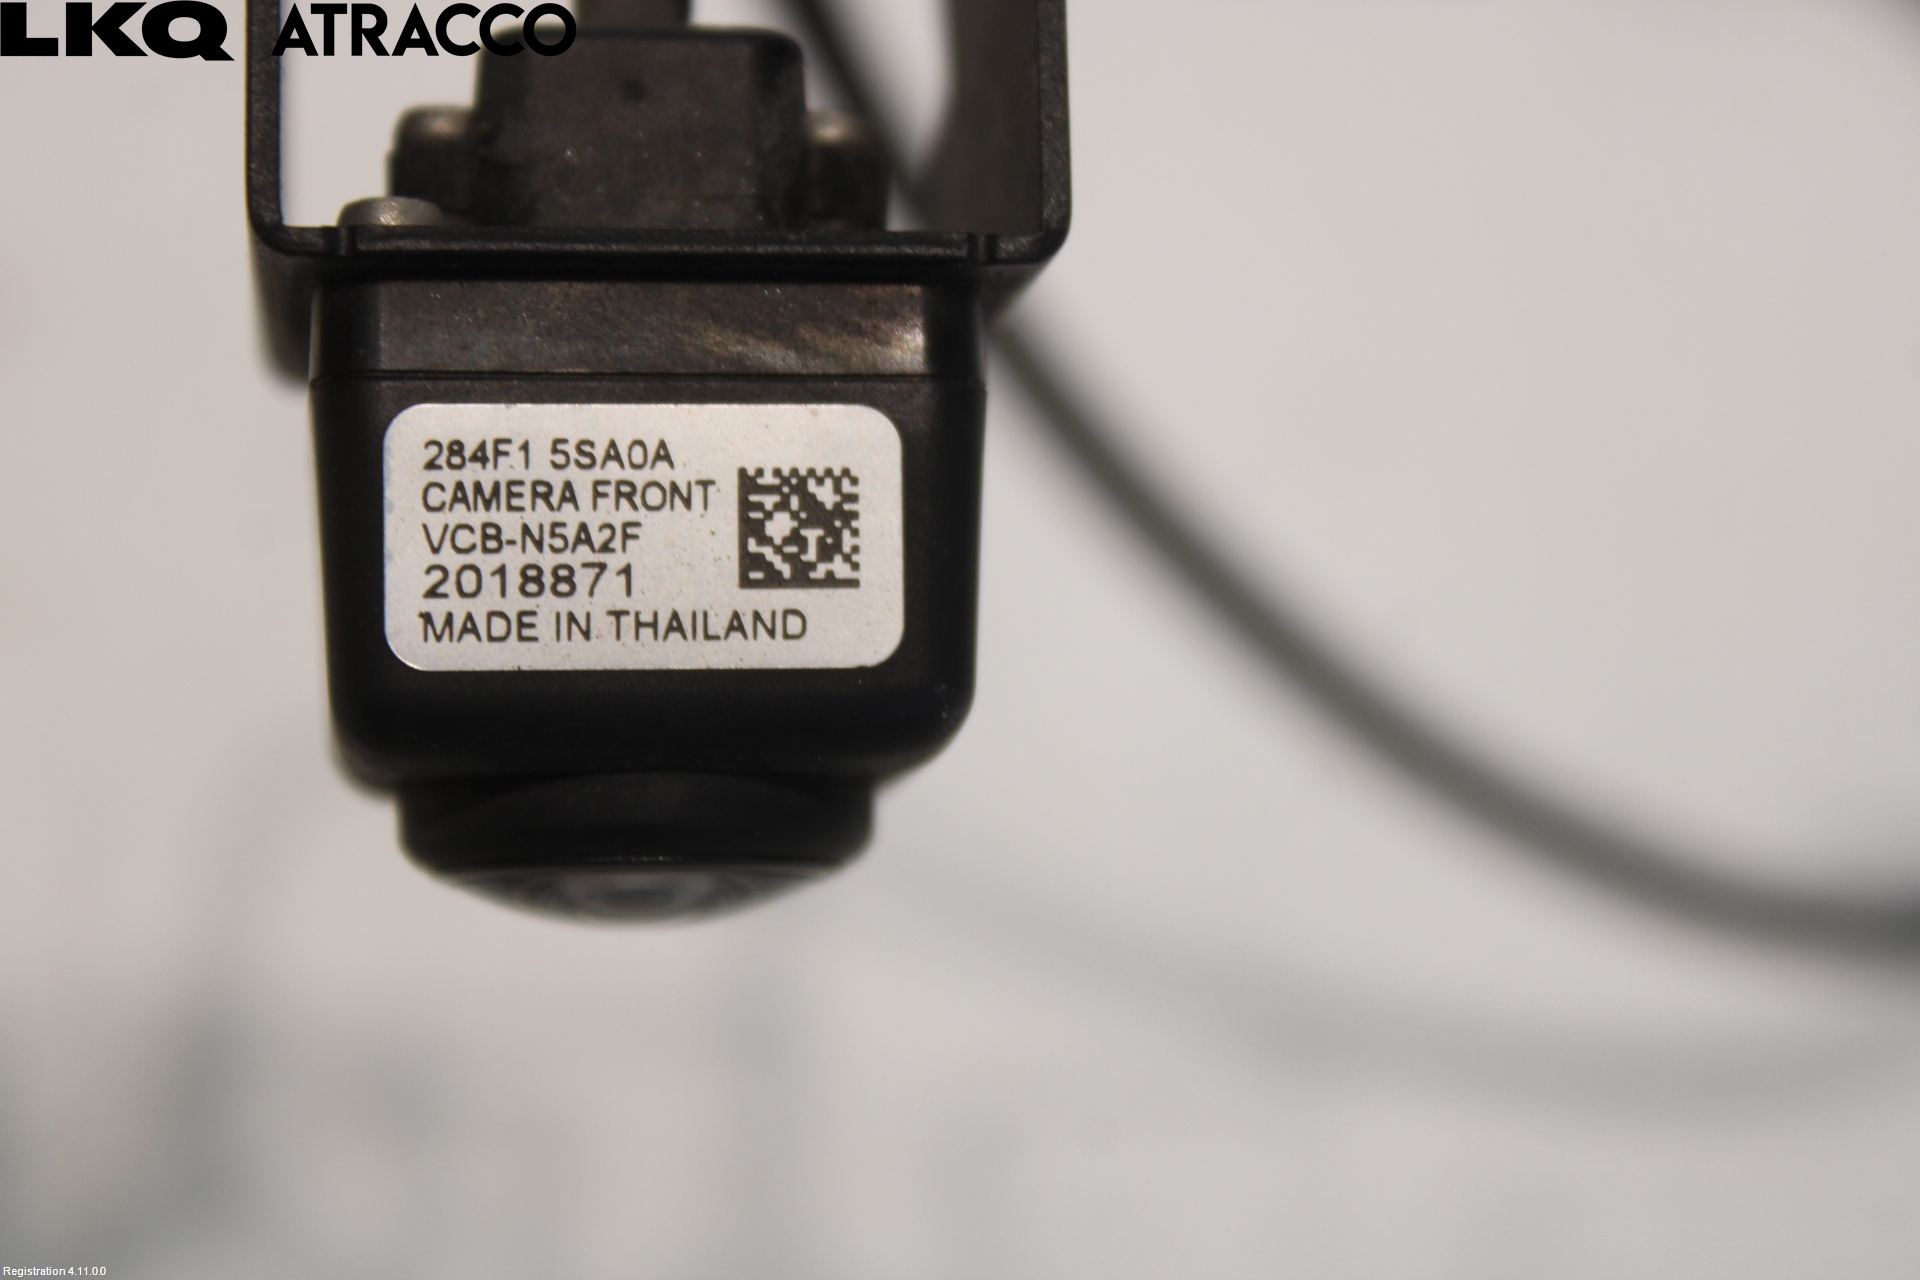 LKQ ATRACCO
284F1 5SA0A
CAMERA FRONT
VCB-N5A2F
2018871
MADE IN THAILAND
Registration 4.11.0.0